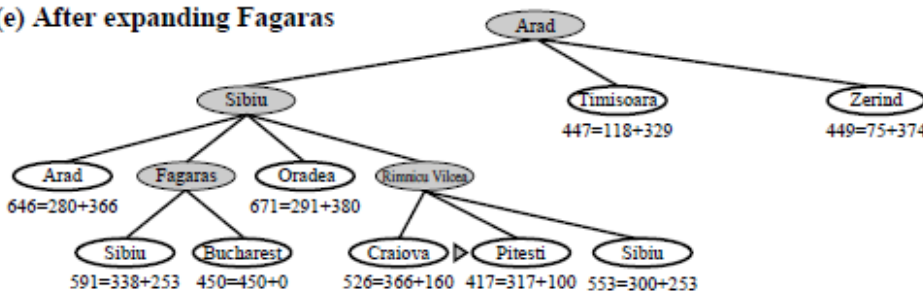 (e) After expanding Fagaras
Arad
Sibiu
Timisoara
Zerind
447=118+329
449=75+374
Arad
Fagaras
Oradea
Rimnicu Vilcea
646=280+366
671=291+380
Sibiu
Bucharest
Craiova
Pitesti
Sibiu
591=338+253
450=450+0
526=366+160
417=317+100
553=300+253